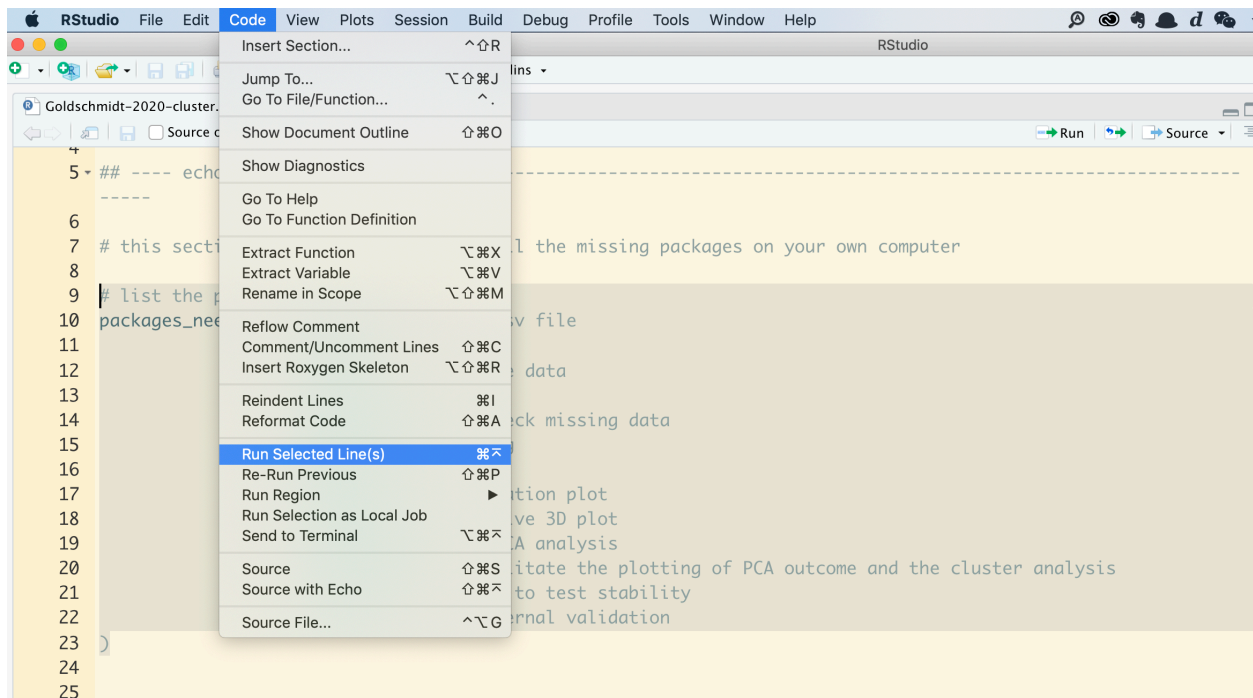 RStudio File Edit Code View Plots Session Build Debug Profile Tools Window Help
RStudio
Insert Section... ^⇧R
Jump To... ⌥⇧⌘J
Go To File/Function... ^.
Show Document Outline ⇧⌘O
Show Diagnostics
Go To Help
Go To Function Definition
Extract Function ⌥⌘X
Extract Variable ⌥⌘V
Rename in Scope ⌥⇧⌘M
Reflow Comment
Comment/Uncomment Lines ⇧⌘C
Insert Roxygen Skeleton ⌥⇧⌘R
Reindent Lines ⌘I
Reformat Code ⇧⌘A
Run Selected Line(s) ⌘⌤
Re-Run Previous ⇧⌘P
Run Region ▶
Run Selection as Local Job
Send to Terminal ⌥⌘⌤
Source ⇧⌘S
Source with Echo ⇧⌘⌤
Source File... ^⌥G
Goldschmidt-2020-cluster.
Source
Run Source
4
5 ## ---- echo ----------------------------------------------------------------------
-----
6
7 # this secti the missing packages on your own computer
8
9 # list the
10 packages_nee file
11
12 data
13
14 missing data
15
16
17 plot
18 3D plot
19 analysis
20 the plotting of PCA outcome and the cluster analysis
21 to test stability
22 validation
23 )
24
25